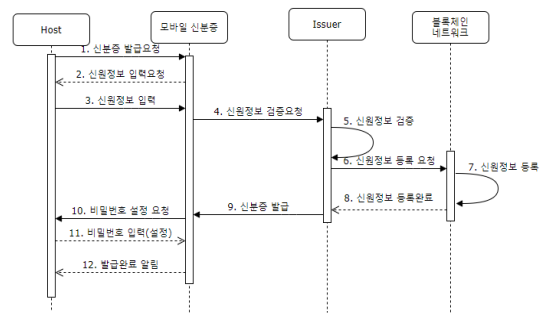 Host
모바일 신분증
Issuer
블록체인
네트워크
1. 신분증 발급요청
2. 신원정보 입력요청
3. 신원정보 입력
4. 신원정보 검증요청
5. 신원정보 검증
6. 신원정보 등록 요청
7. 신원정보 등록
8. 신원정보 등록완료
9. 신분증 발급
10. 비밀번호 설정 요청
11. 비밀번호 입력(설정)
12. 발급완료 알림